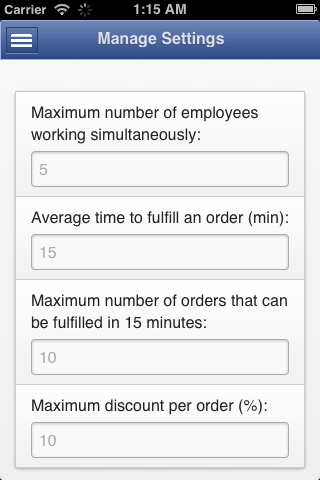 Carrier 1:15 AM
Manage Settings
Maximum number of employees
working simultaneously:
5
Average time to fulfill an order (min):
15
Maximum number of orders that can
be fulfilled in 15 minutes:
10
Maximum discount per order (%):
10